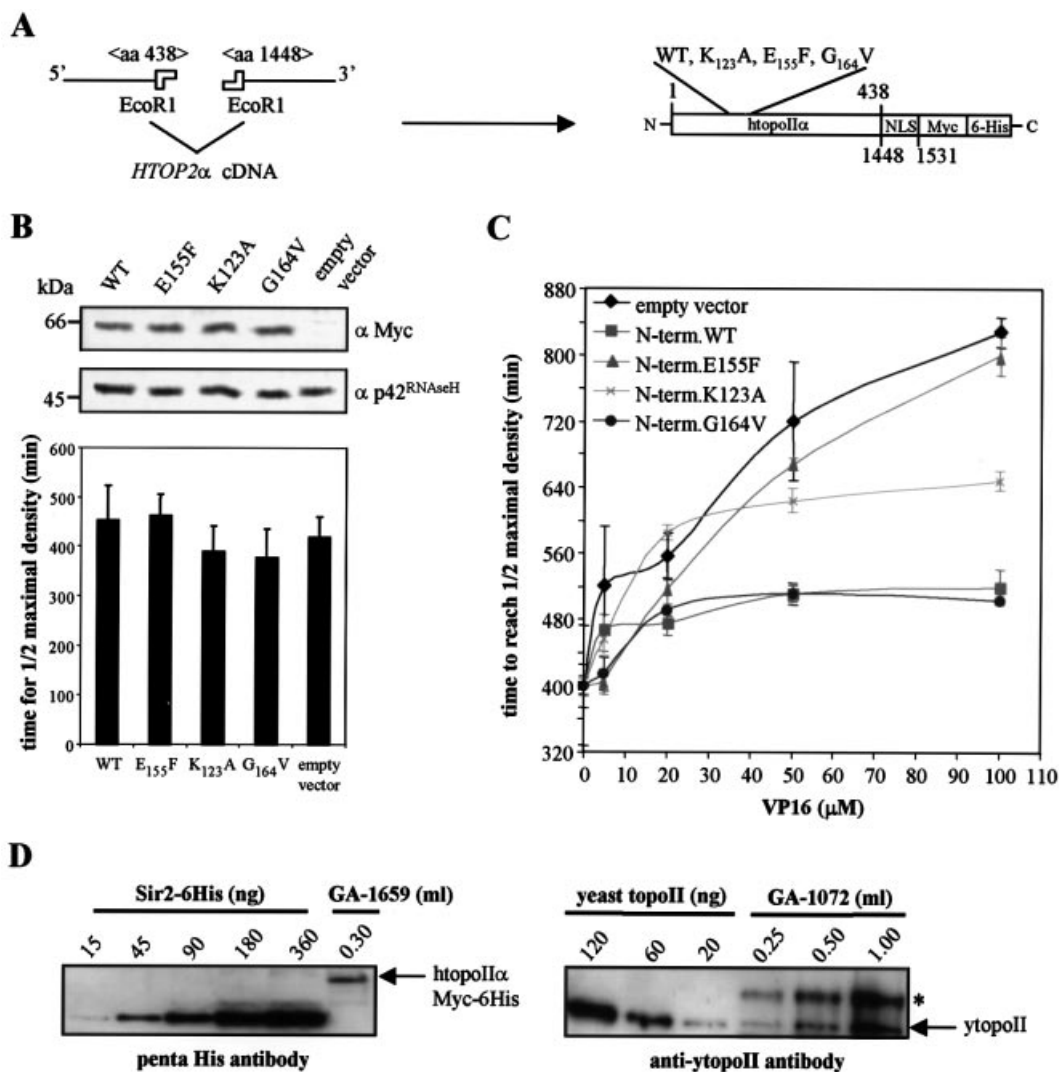 A
<aa 438> <aa 1448>
5’ 3’
EcoR1 EcoR1
HTOP2α cDNA
WT, K123A, E155F, G164V
1 438
N htopoIIα NLS Myc 6-His C
1448 1531
B
kDa WT E155F K123A G164V empty vector
66 α Myc
45 α p42RNAseH
time for 1/2 maximal density (min)
600
500
400
300
200
100
0
WT E155F K123A G164V empty vector
C
time to reach 1/2 maximal density (min)
880
800
720
640
560
480
400
320
empty vector
N-term.WT
N-term.E155F
N-term.K123A
N-term.G164V
0 10 20 30 40 50 60 70 80 90 100 110
VP16 (µM)
D
Sir2-6His (ng) GA-1659 (ml)
15 45 90 180 360 0.30
htopoIIα
Myc-6His
penta His antibody
yeast topoII (ng) GA-1072 (ml)
120 60 20 0.25 0.50 1.00
*
ytopoII
anti-ytopoII antibody